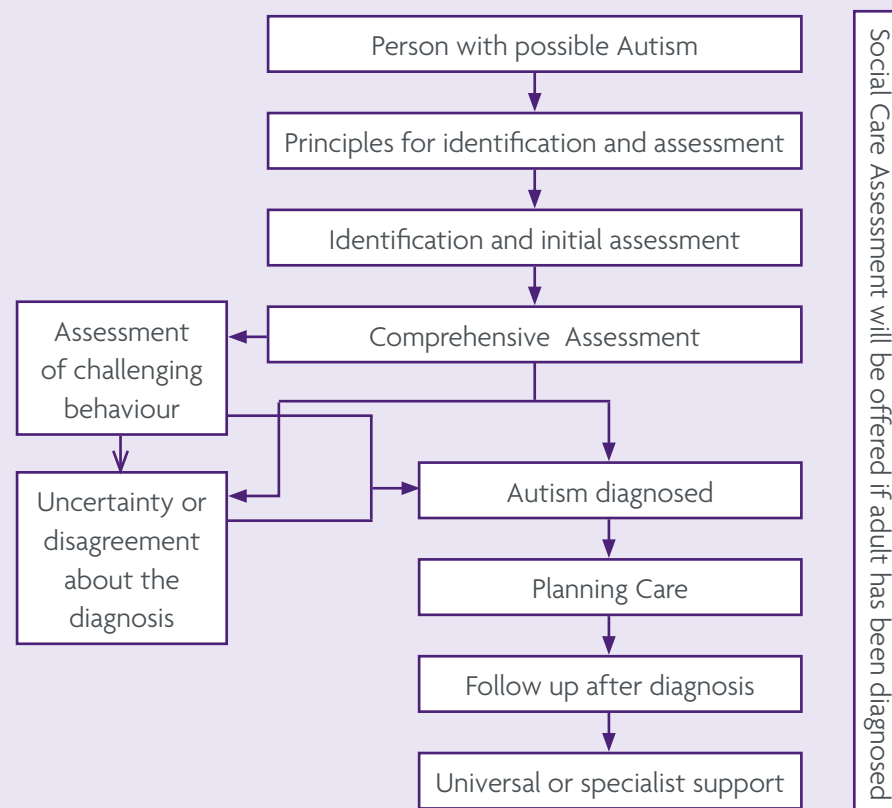 Person with possible Autism
Principles for identification and assessment
Identification and initial assessment
Comprehensive Assessment
Assessment
of challenging
behaviour
Uncertainty or
disagreement
about the
diagnosis
Autism diagnosed
Planning Care
Follow up after diagnosis
Universal or specialist support
Social Care Assessment will be offered if adult has been diagnosed